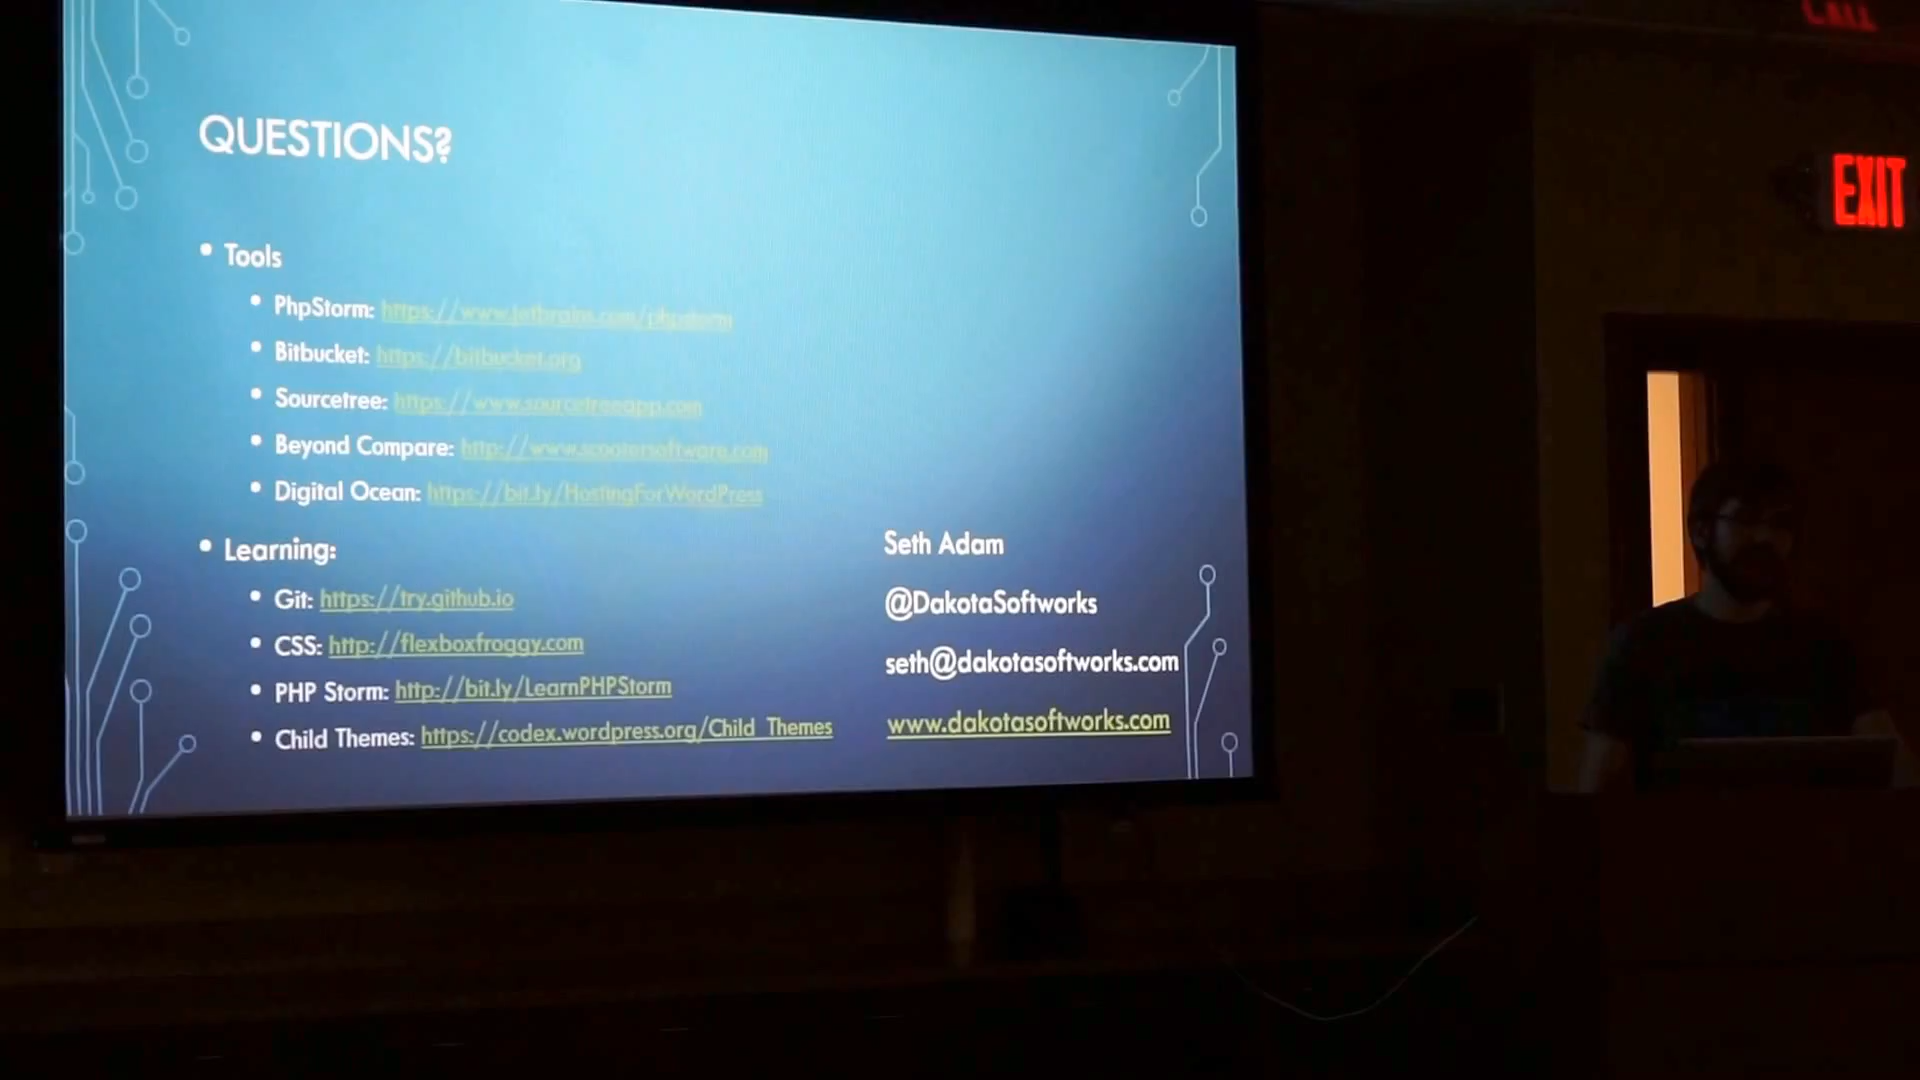 QUESTIONS?
• Tools
• PhpStorm: https://www.jetbrains.com/phpstorm
• Bitbucket: https://bitbucket.org
• Sourcetree: https://www.sourcetreeapp.com
• Beyond Compare: http://www.scootersoftware.com
• Digital Ocean: https://bit.ly/HostingForWordPress
• Learning:
• Git: https://try.github.io
• CSS: http://flexboxfroggy.com
• PHP Storm: http://bit.ly/LearnPHPStorm
• Child Themes: https://codex.wordpress.org/Child_Themes
Seth Adam
@DakotaSoftworks
seth@dakotasoftworks.com
www.dakotasoftworks.com
EXIT